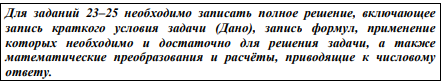 Для заданий 23–25 необходимо записать полное решение, включающее
запись краткого условия задачи (Дано), запись формул, применение
которых необходимо и достаточно для решения задачи, а также
математические преобразования и расчёты, приводящие к числовому
ответу.